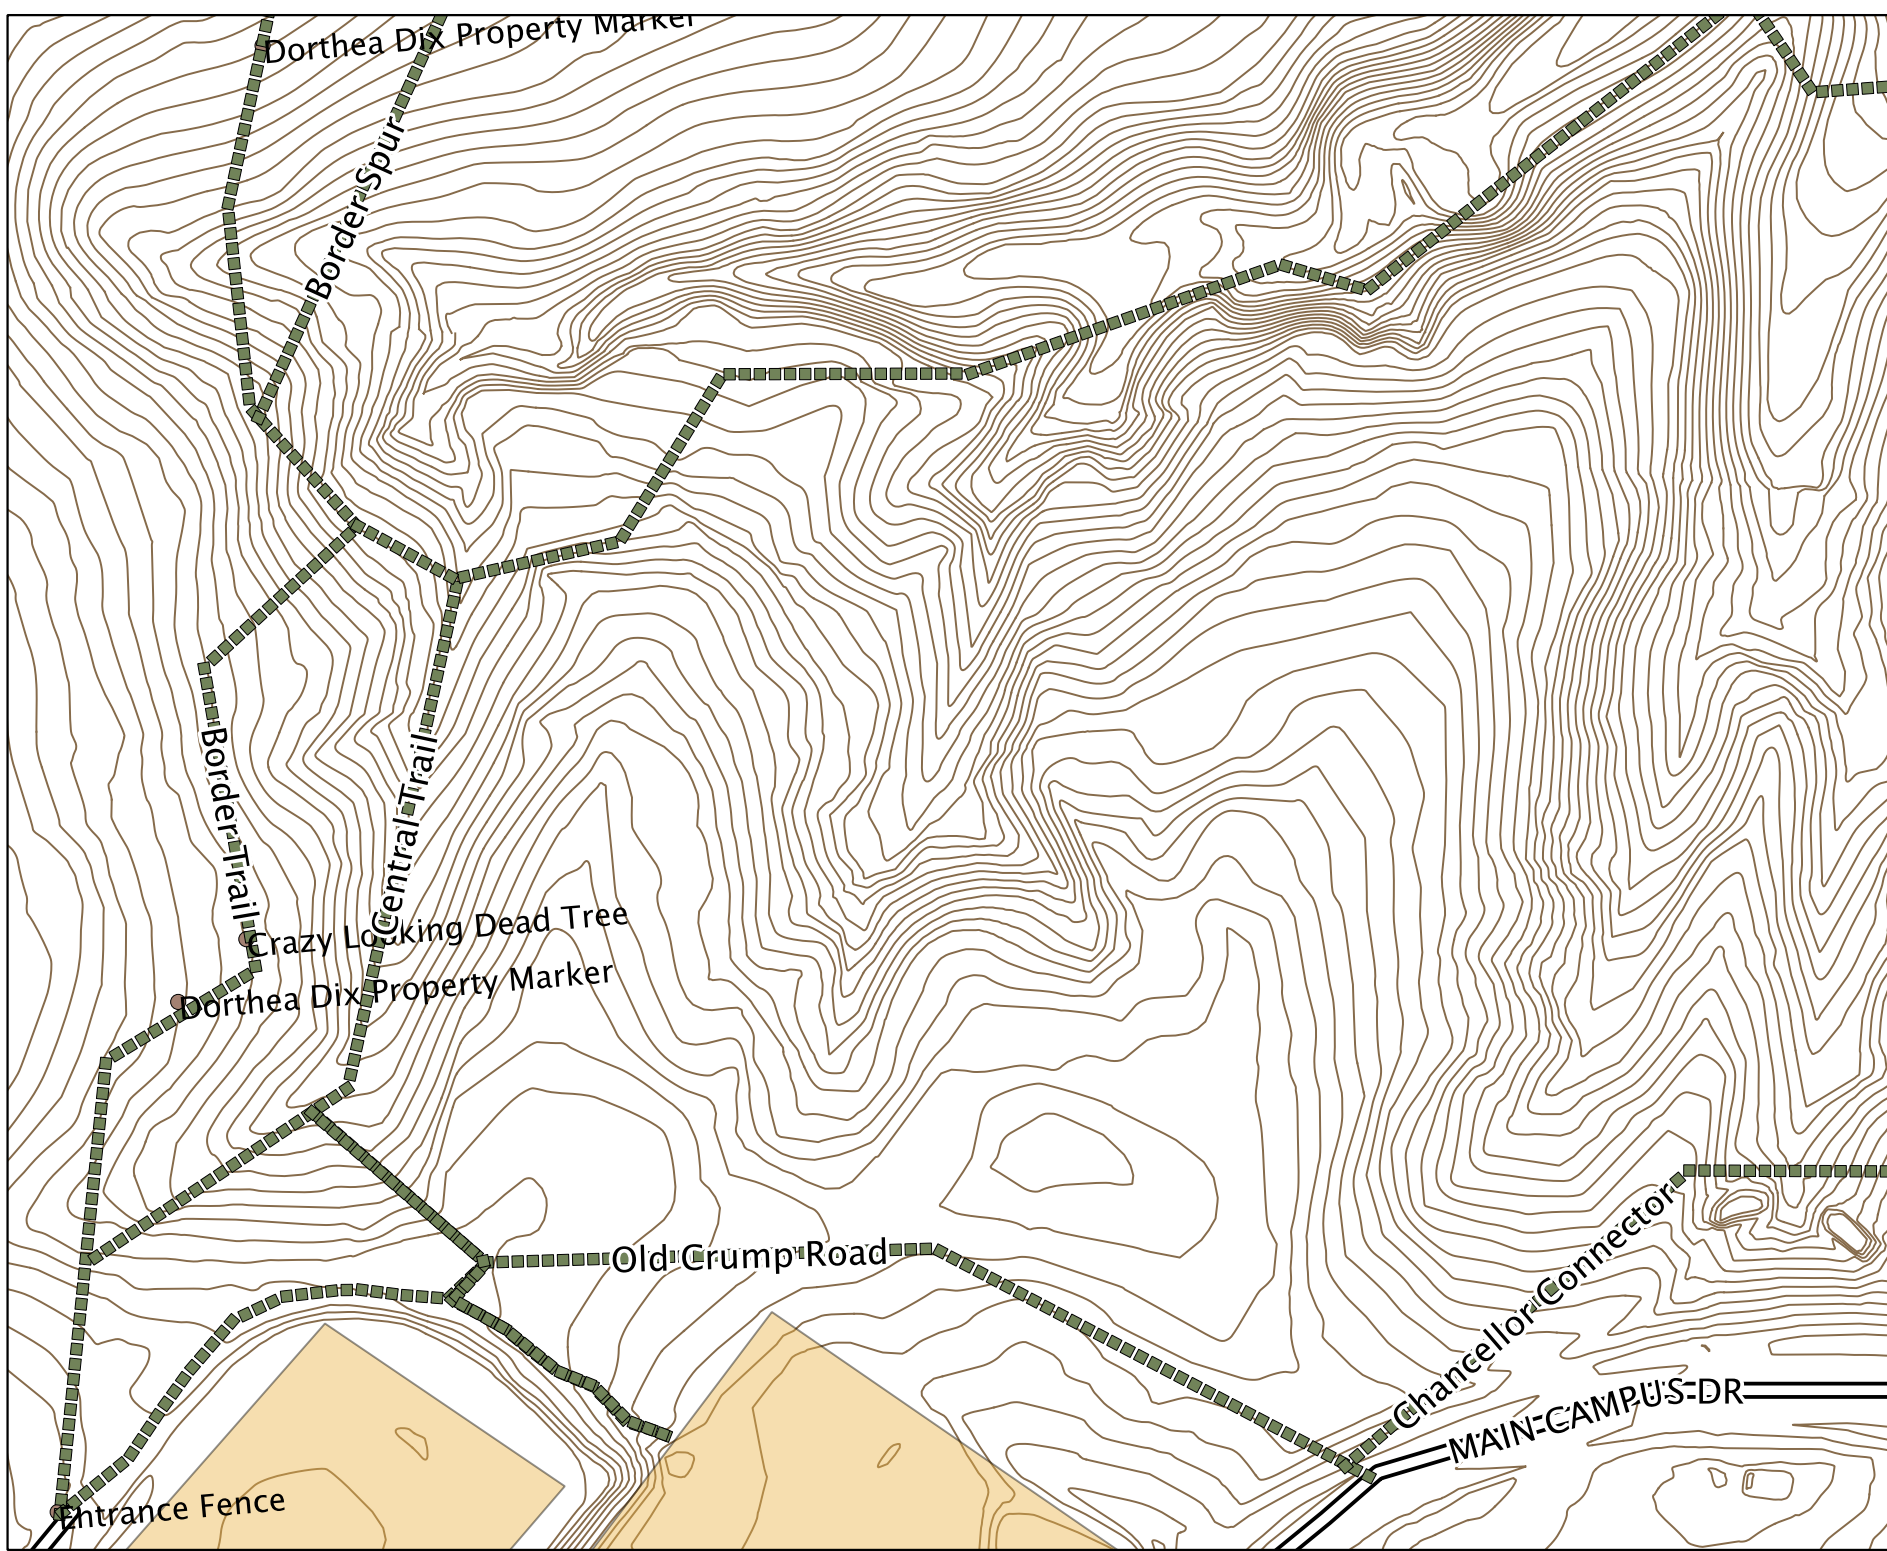 Dorthea Dix Property Marker
Border Spur
Border Trail
Central Trail
Crazy Looking Dead Tree
Dorthea Dix Property Marker
Old Crump Road
Chancellor Connector
MAIN CAMPUS DR
Entrance Fence